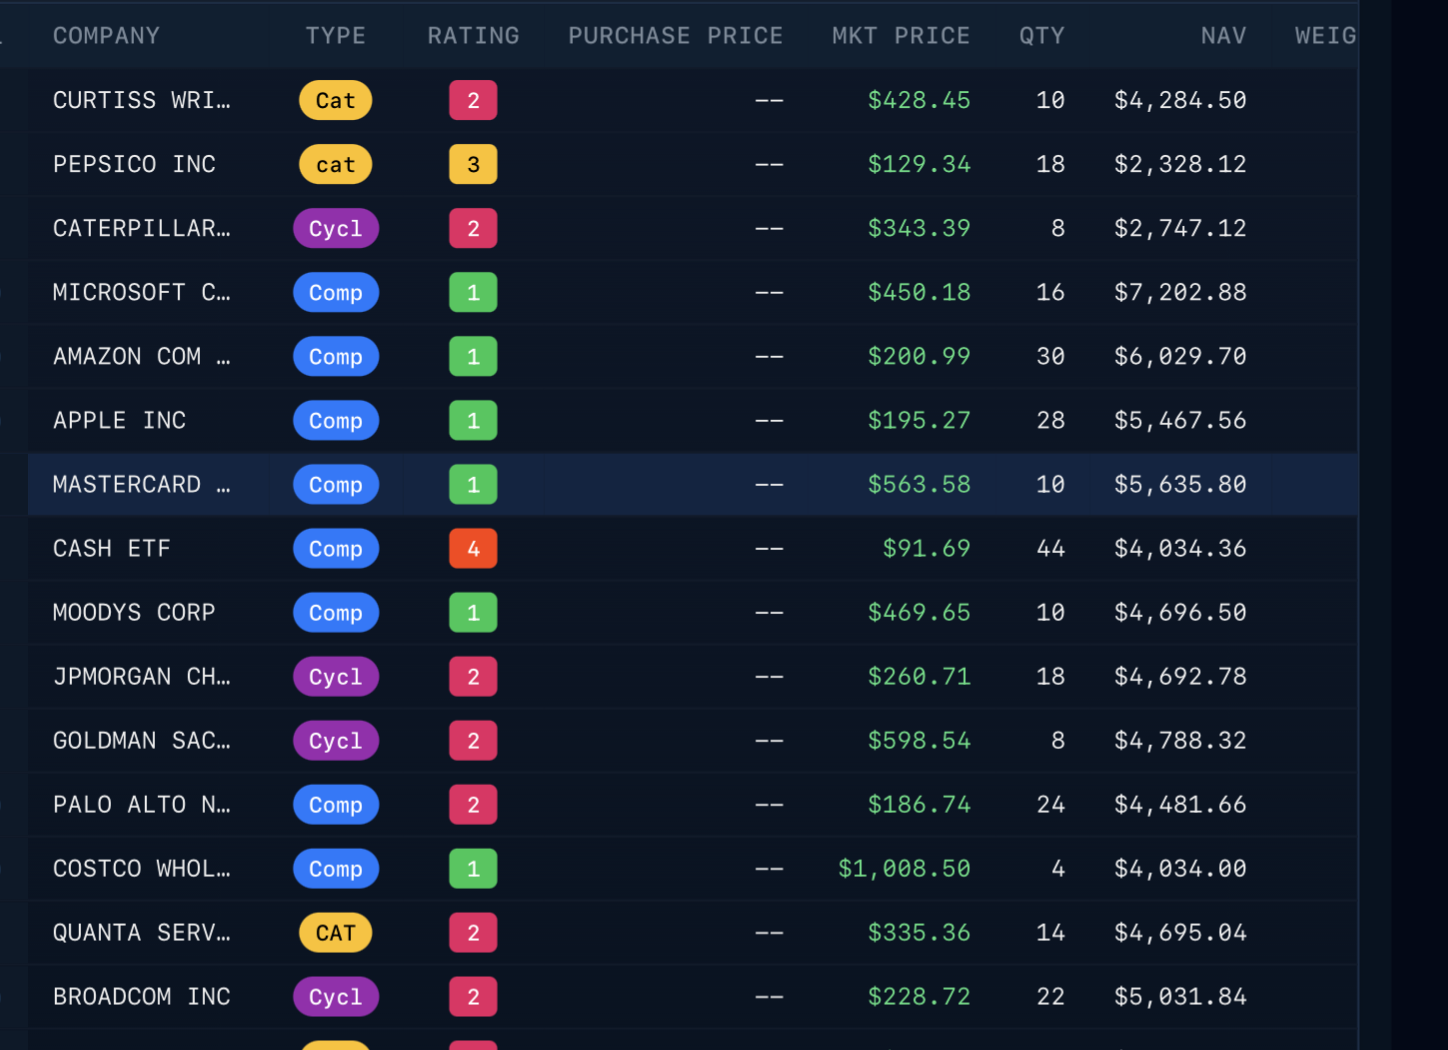 COMPANY TYPE RATING PURCHASE PRICE MKT PRICE QTY NAV WEIG
CURTISS WRI… Cat 2 —— $428.45 10 $4,284.50
PEPSICO INC cat 3 —— $129.34 18 $2,328.12
CATERPILLAR… Cycl 2 —— $343.39 8 $2,747.12
MICROSOFT C… Comp 1 —— $450.18 16 $7,202.88
AMAZON COM … Comp 1 —— $200.99 30 $6,029.70
APPLE INC Comp 1 —— $195.27 28 $5,467.56
MASTERCARD … Comp 1 —— $563.58 10 $5,635.80
CASH ETF Comp 4 —— $91.69 44 $4,034.36
MOODYS CORP Comp 1 —— $469.65 10 $4,696.50
JPMORGAN CH… Cycl 2 —— $260.71 18 $4,692.78
GOLDMAN SAC… Cycl 2 —— $598.54 8 $4,788.32
PALO ALTO N… Comp 2 —— $186.74 24 $4,481.66
COSTCO WHOL… Comp 1 —— $1,008.50 4 $4,034.00
QUANTA SERV… CAT 2 —— $335.36 14 $4,695.04
BROADCOM INC Cycl 2 —— $228.72 22 $5,031.84